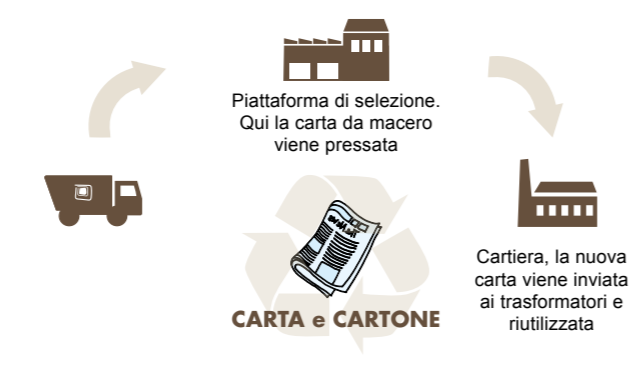 Piattaforma di selezione.
Qui la carta da macero
viene pressata
Cartiera, la nuova
carta viene inviata
ai trasformatori e
riutilizzata
CARTA e CARTONE